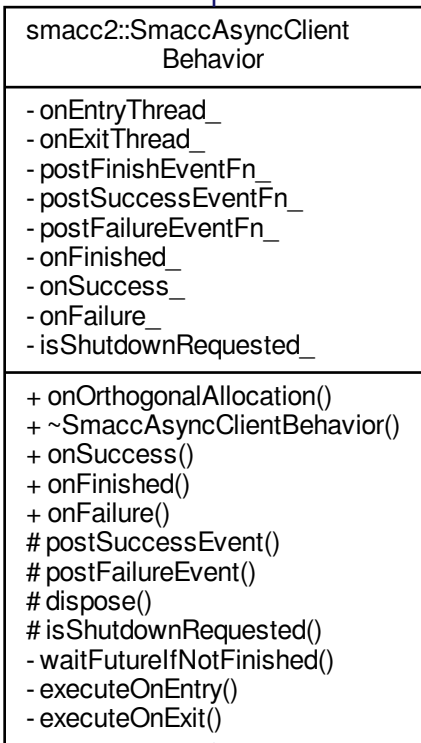 smacc2::SmaccAsyncClient
Behavior
- onEntryThread_
- onExitThread_
- postFinishEventFn_
- postSuccessEventFn_
- postFailureEventFn_
- onFinished_
- onSuccess_
- onFailure_
- isShutdownRequested_
+ onOrthogonalAllocation()
+ ~SmaccAsyncClientBehavior()
+ onSuccess()
+ onFinished()
+ onFailure()
# postSuccessEvent()
# postFailureEvent()
# dispose()
# isShutdownRequested()
- waitFutureIfNotFinished()
- executeOnEntry()
- executeOnExit()